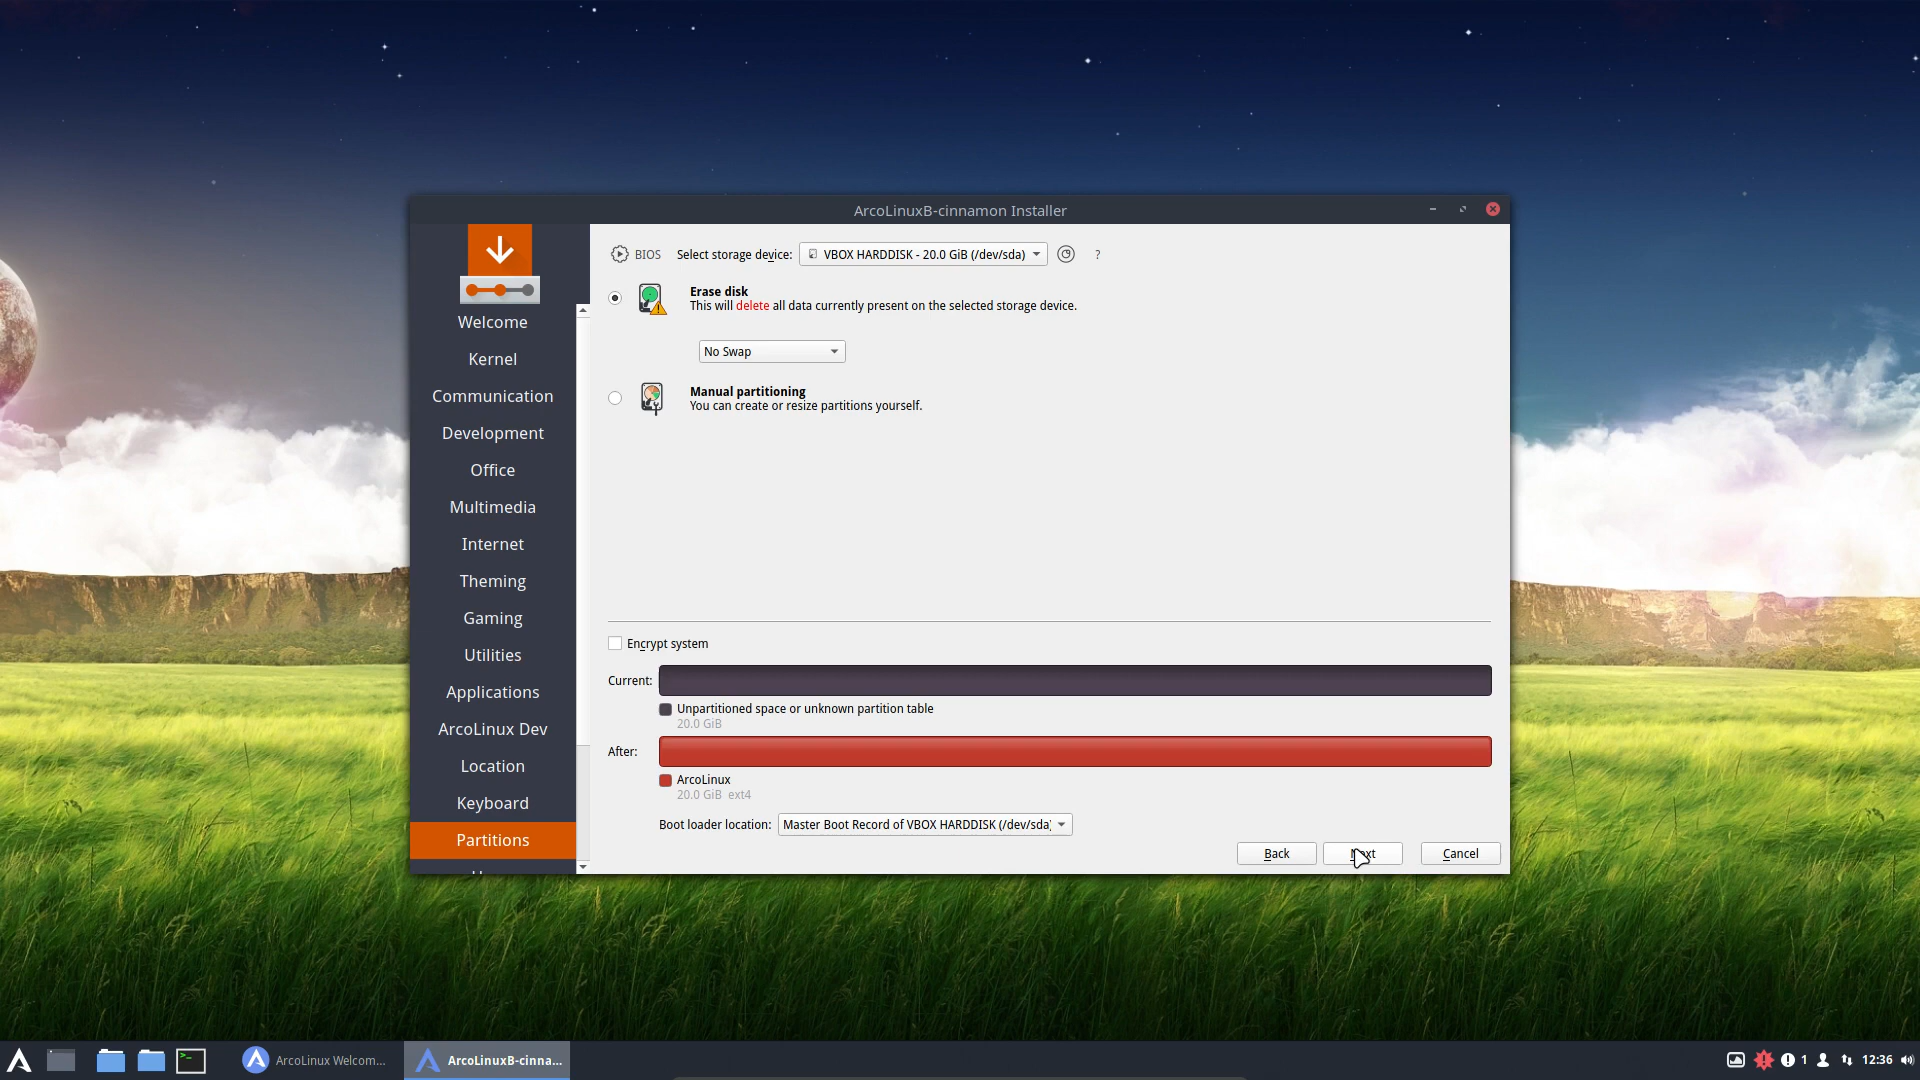 ArcoLinuxB-cinnamon Installer
BIOS Select storage device: VBOX HARDDISK - 20.0 GiB (/dev/sda) ?
Erase disk
This will delete all data currently present on the selected storage device.
No Swap
Manual partitioning
You can create or resize partitions yourself.
Welcome
Kernel
Communication
Development
Office
Multimedia
Internet
Theming
Gaming
Utilities
Applications
ArcoLinux Dev
Location
Keyboard
Partitions
Encrypt system
Current:
Unpartitioned space or unknown partition table
20.0 GiB
After:
ArcoLinux
20.0 GiB ext4
Boot loader location: Master Boot Record of VBOX HARDDISK (/dev/sda)
Back Next Cancel
ArcoLinux Welcom... ArcoLinuxB-cinna... 1 12:36